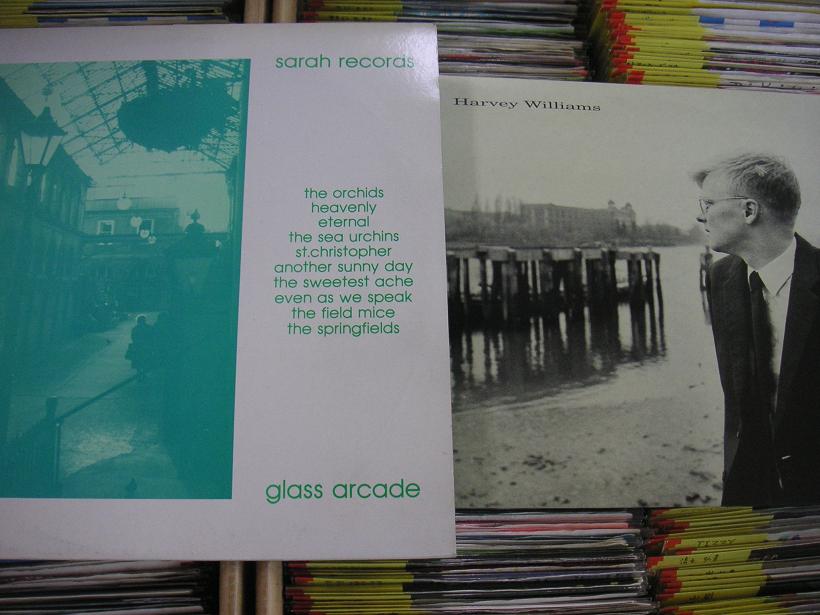 sarah records
the orchids
heavenly
eternal
the sea urchins
st.christopher
another sunny day
the sweetest ache
even as we speak
the field mice
the springfields
glass arcade
Harvey Williams